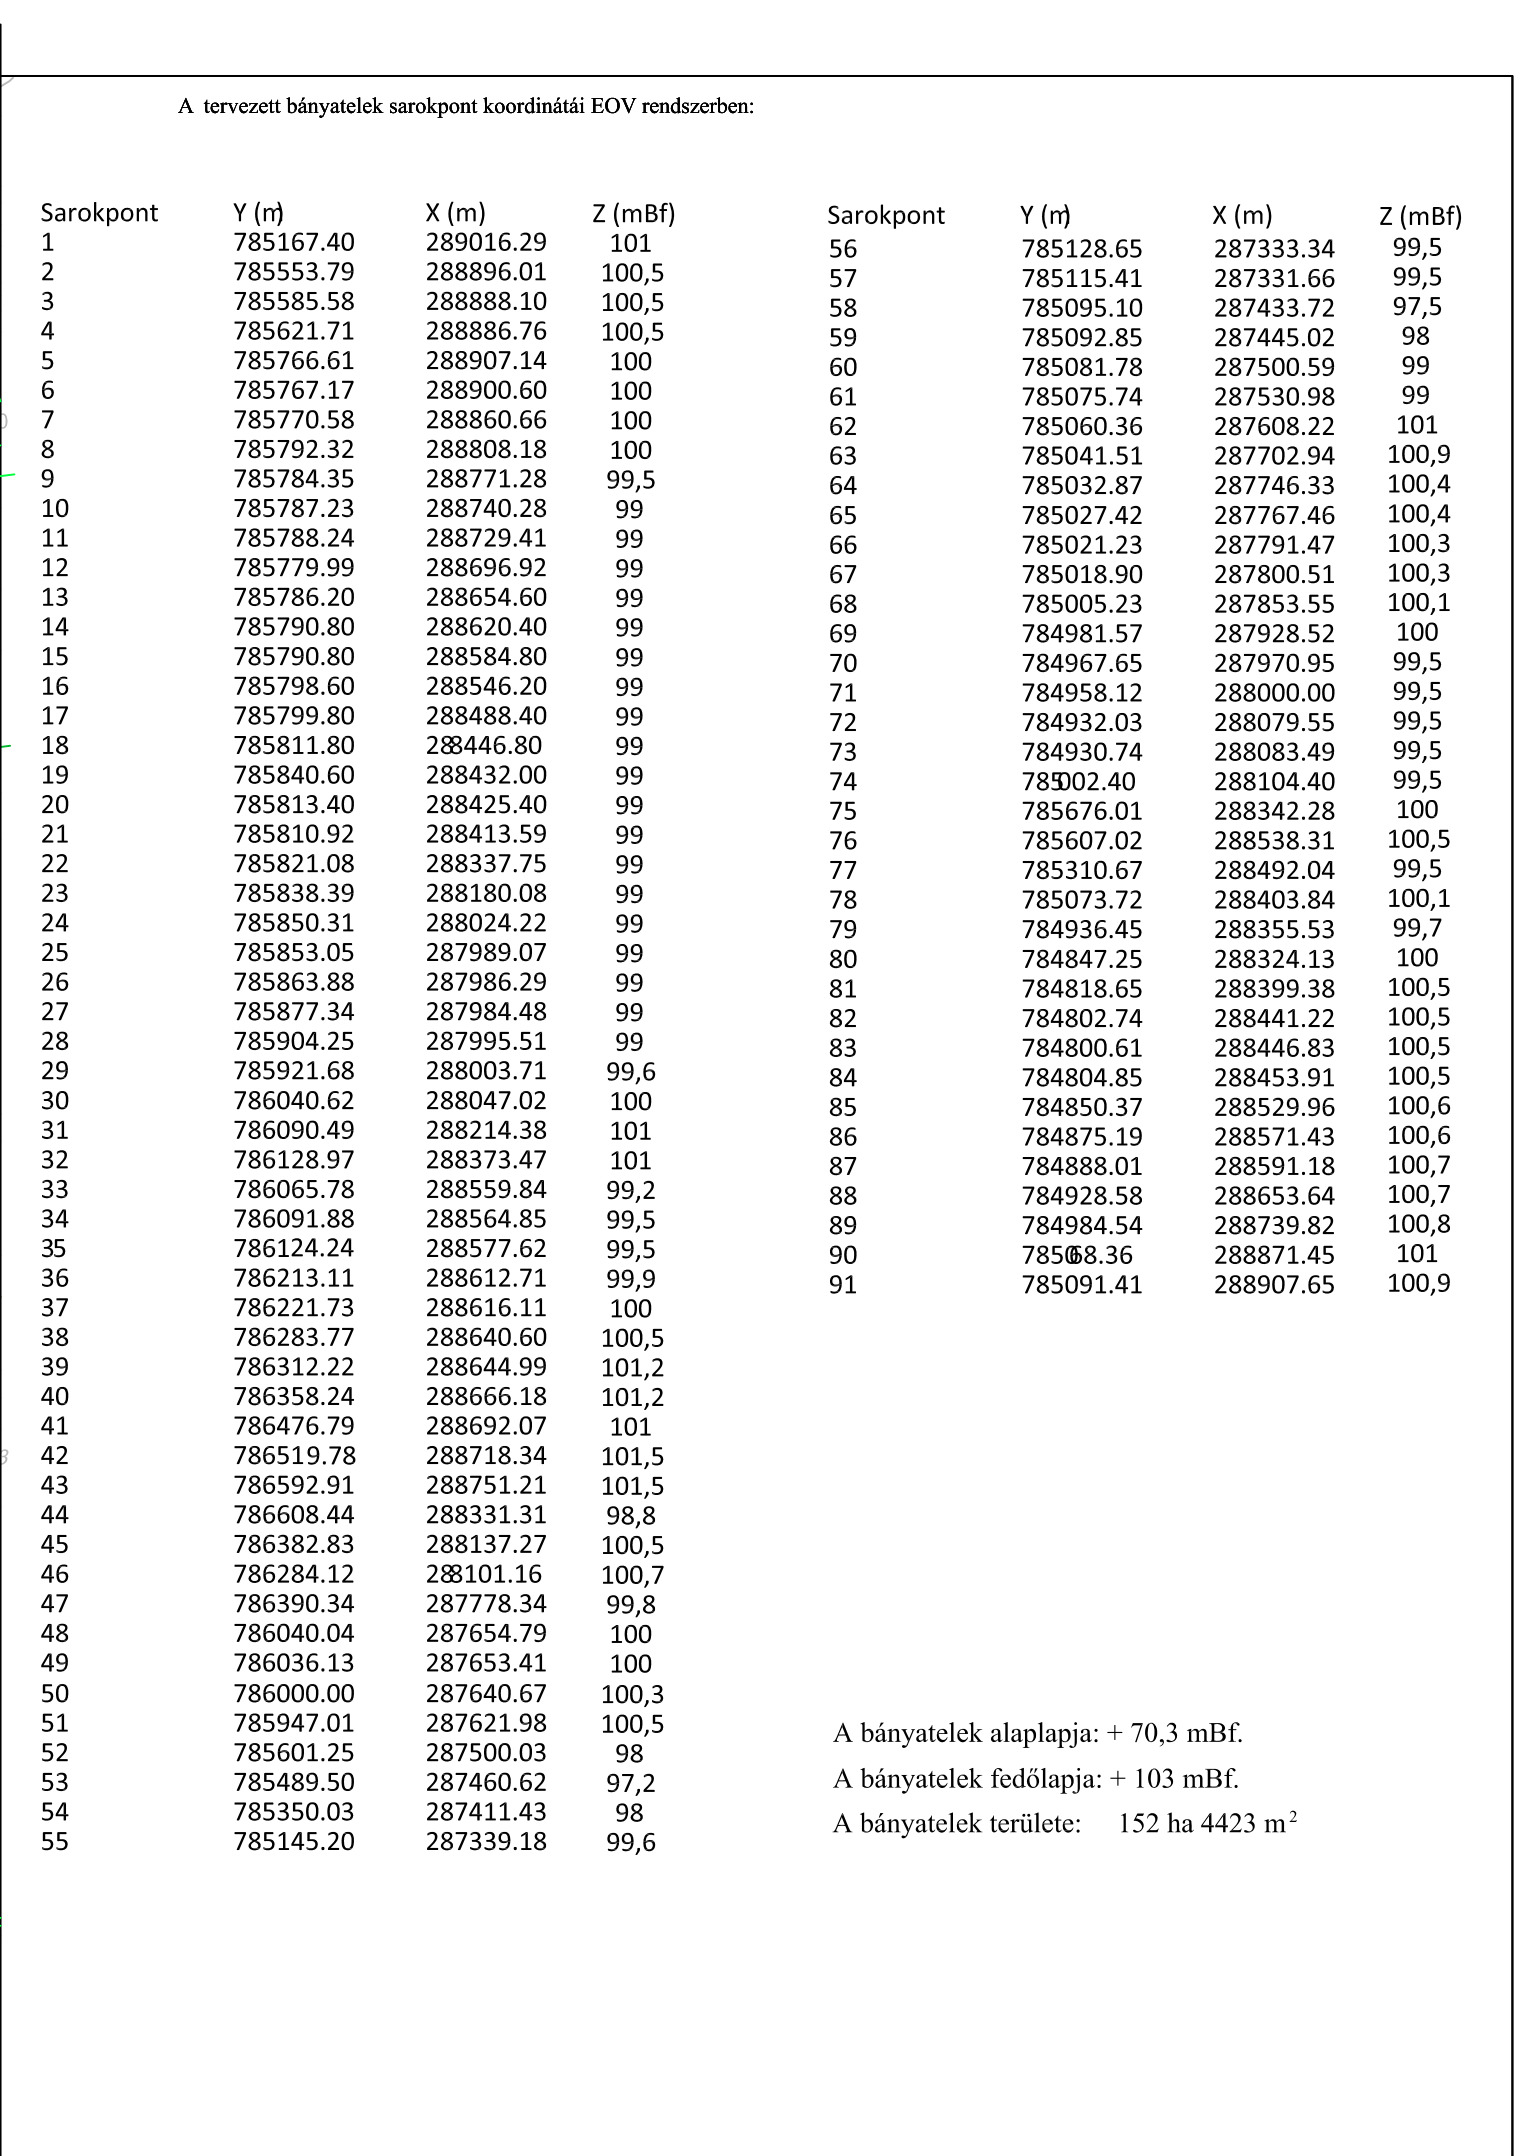 A tervezett bányatelek sarokpont koordinátái EOV rendszerben:
Sarokpont Y (m) X (m) Z (mBf)
1 785167.40 289016.29 101
2 785553.79 288896.01 100,5
3 785585.58 288888.10 100,5
4 785621.71 288886.76 100,5
5 785766.61 288907.14 100
6 785767.17 288900.60 100
7 785770.58 288860.66 100
8 785792.32 288808.18 100
9 785784.35 288771.28 99,5
10 785787.23 288740.28 99
11 785788.24 288729.41 99
12 785779.99 288696.92 99
13 785786.20 288654.60 99
14 785790.80 288620.40 99
15 785790.80 288584.80 99
16 785798.60 288546.20 99
17 785799.80 288488.40 99
18 785811.80 288446.80 99
19 785840.60 288432.00 99
20 785813.40 288425.40 99
21 785810.92 288413.59 99
22 785821.08 288337.75 99
23 785838.39 288180.08 99
24 785850.31 288024.22 99
25 785853.05 287989.07 99
26 785863.88 287986.29 99
27 785877.34 287984.48 99
28 785904.25 287995.51 99
29 785921.68 288003.71 99,6
30 786040.62 288047.02 100
31 786090.49 288214.38 101
32 786128.97 288373.47 101
33 786065.78 288559.84 99,2
34 786091.88 288564.85 99,5
35 786124.24 288577.62 99,5
36 786213.11 288612.71 99,9
37 786221.73 288616.11 100
38 786283.77 288640.60 100,5
39 786312.22 288644.99 101,2
40 786358.24 288666.18 101,2
41 786476.79 288692.07 101
42 786519.78 288718.34 101,5
43 786592.91 288751.21 101,5
44 786608.44 288331.31 98,8
45 786382.83 288137.27 100,5
46 786284.12 288101.16 100,7
47 786390.34 287778.34 99,8
48 786040.04 287654.79 100
49 786036.13 287653.41 100
50 786000.00 287640.67 100,3
51 785947.01 287621.98 100,5
52 785601.25 287500.03 98
53 785489.50 287460.62 97,2
54 785350.03 287411.43 98
55 785145.20 287339.18 99,6
Sarokpont Y (m) X (m) Z (mBf)
56 785128.65 287333.34 99,5
57 785115.41 287331.66 99,5
58 785095.10 287433.72 97,5
59 785092.85 287445.02 98
60 785081.78 287500.59 99
61 785075.74 287530.98 99
62 785060.36 287608.22 101
63 785041.51 287702.94 100,9
64 785032.87 287746.33 100,4
65 785027.42 287767.46 100,4
66 785021.23 287791.47 100,3
67 785018.90 287800.51 100,3
68 785005.23 287853.55 100,1
69 784981.57 287928.52 100
70 784967.65 287970.95 99,5
71 784958.12 288000.00 99,5
72 784932.03 288079.55 99,5
73 784930.74 288083.49 99,5
74 785002.40 288104.40 99,5
75 785676.01 288342.28 100
76 785607.02 288538.31 100,5
77 785310.67 288492.04 99,5
78 785073.72 288403.84 100,1
79 784936.45 288355.53 99,7
80 784847.25 288324.13 100
81 784818.65 288399.38 100,5
82 784802.74 288441.22 100,5
83 784800.61 288446.83 100,5
84 784804.85 288453.91 100,5
85 784850.37 288529.96 100,6
86 784875.19 288571.43 100,6
87 784888.01 288591.18 100,7
88 784928.58 288653.64 100,7
89 784984.54 288739.82 100,8
90 785068.36 288871.45 101
91 785091.41 288907.65 100,9
A bányatelek alaplapja: + 70,3 mBf.
A bányatelek fedőlapja: + 103 mBf.
A bányatelek területe: 152 ha 4423 m²